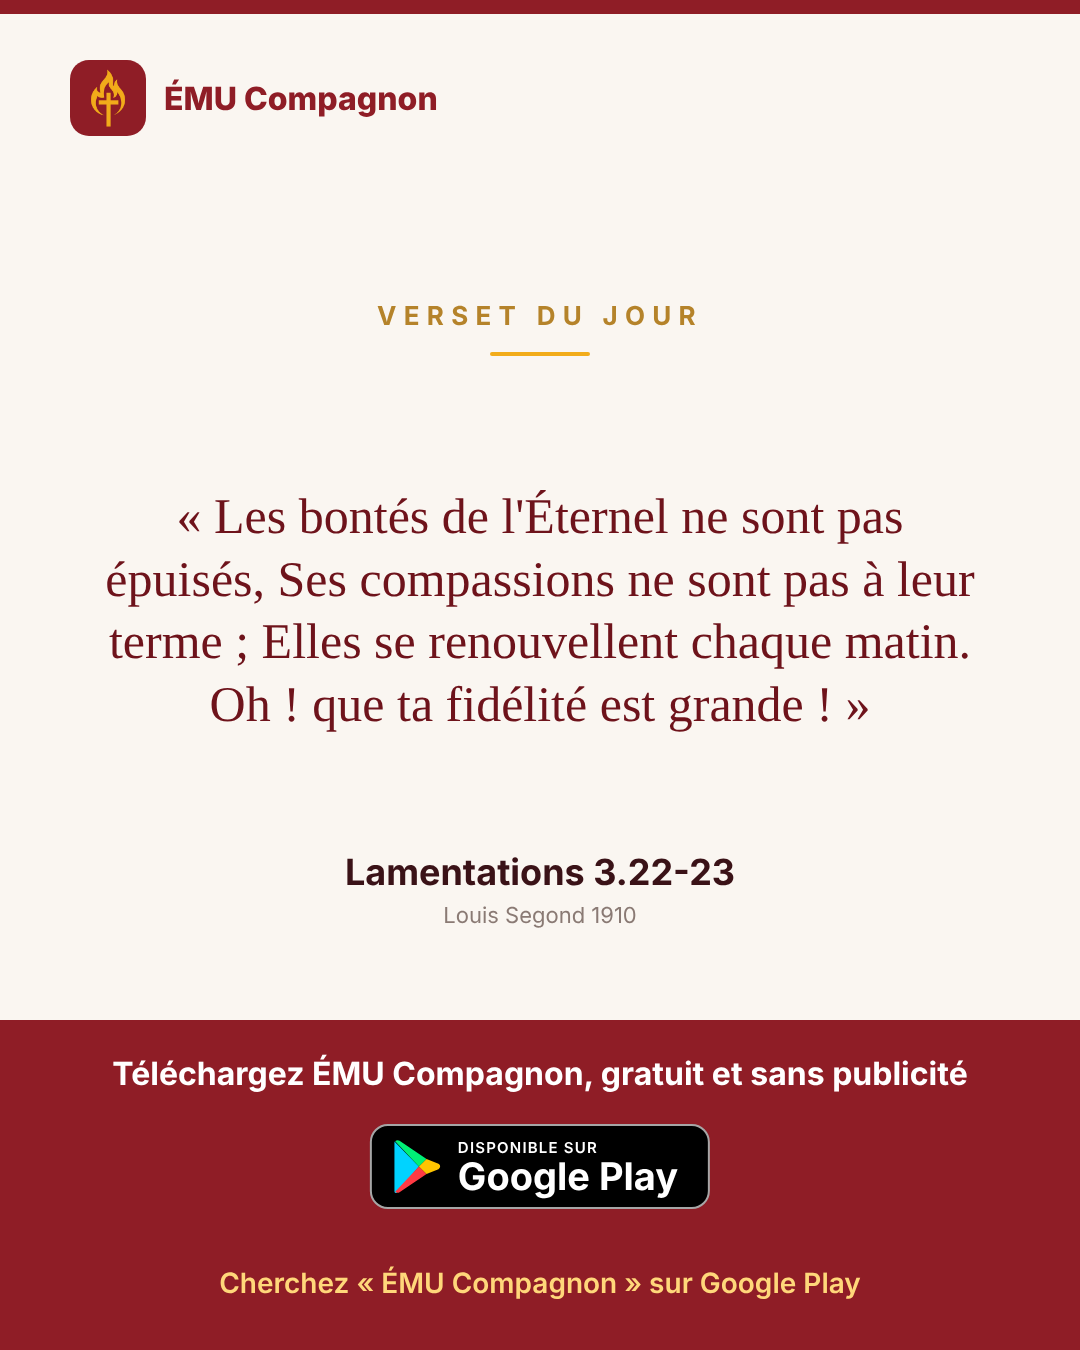 ÉMU Compagnon
VERSET DU JOUR
« Les bontés de l'Éternel ne sont pas
épuisés, Ses compassions ne sont pas à leur
terme ; Elles se renouvellent chaque matin.
Oh ! que ta fidélité est grande ! »
Lamentations 3.22-23
Louis Segond 1910
Téléchargez ÉMU Compagnon, gratuit et sans publicité
DISPONIBLE SUR
Google Play
Cherchez « ÉMU Compagnon » sur Google Play